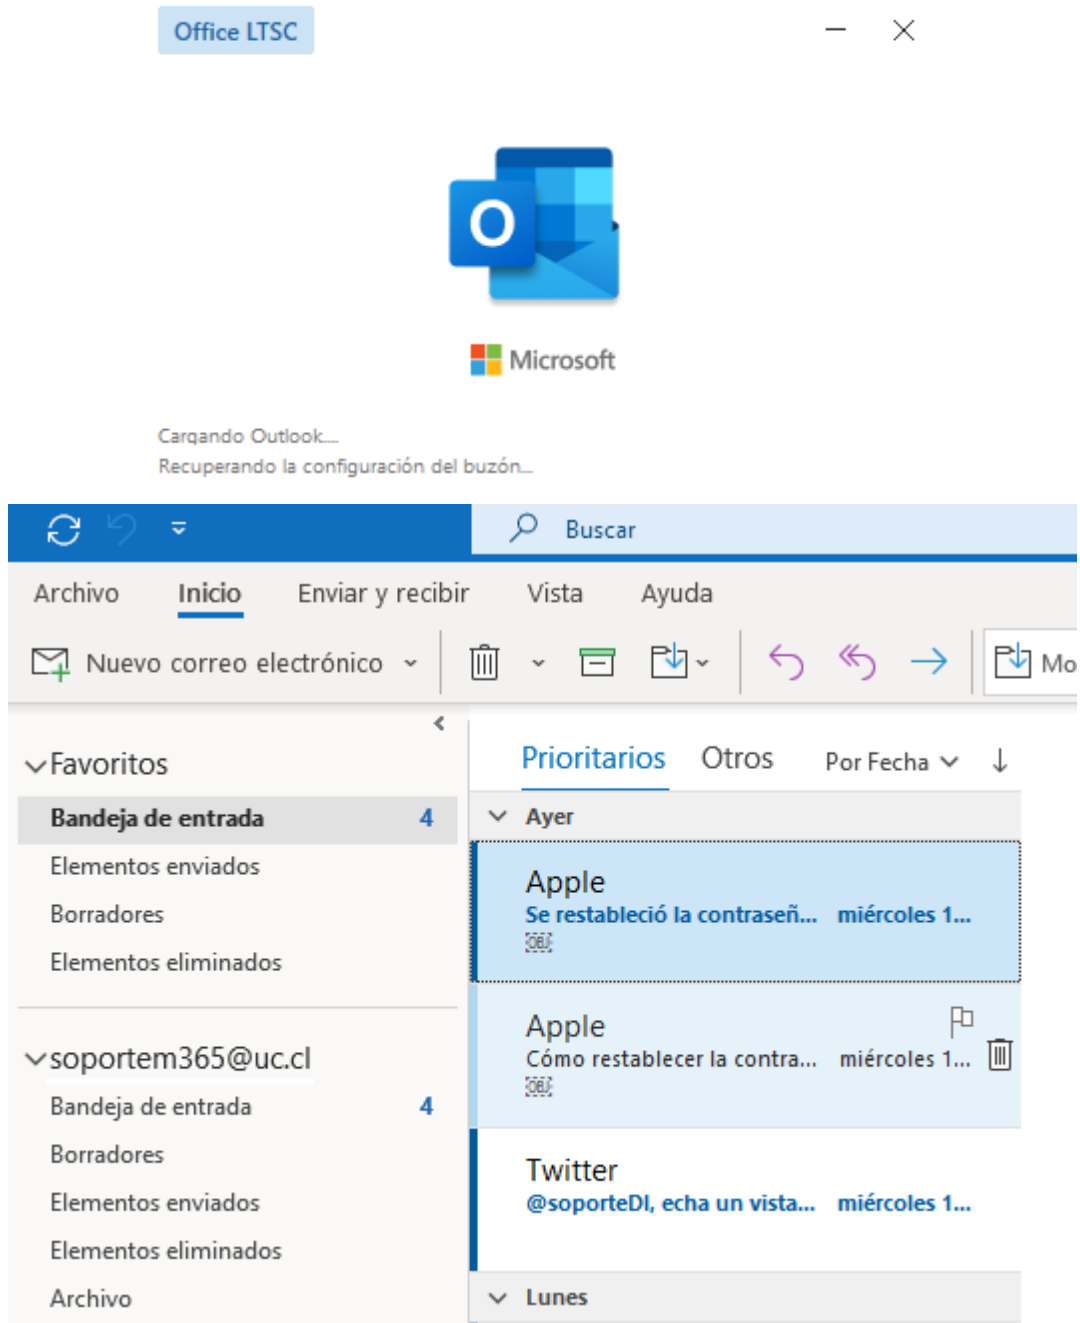 Office LTSC
O
Microsoft
Cargando Outlook....
Recuperando la configuración del buzón...
Buscar
Archivo Inicio Enviar y recibir Vista Ayuda
Nuevo correo electrónico Mo
Favoritos
Bandeja de entrada 4
Elementos enviados
Borradores
Elementos eliminados
soportem365@uc.cl
Bandeja de entrada 4
Borradores
Elementos enviados
Elementos eliminados
Archivo
Prioritarios Otros Por Fecha
Ayer
Apple
Se restableció la contraseñ... miércoles 1...
OBJ
Apple
Cómo restablecer la contra... miércoles 1...
OBJ
Twitter
@soporteDI, echa un vista... miércoles 1...
Lunes